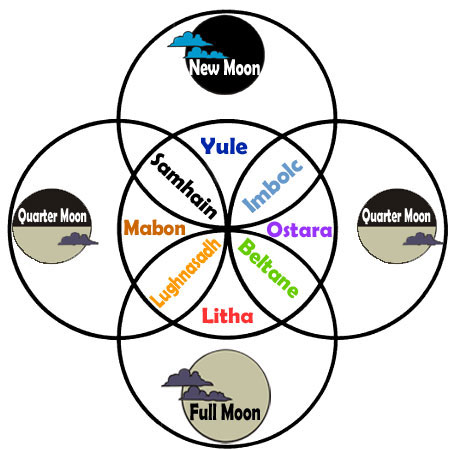 New Moon
Yule
Samhain
Imbolc
Quarter Moon
Quarter Moon
Mabon
Ostara
Lughnasadh
Beltane
Litha
Full Moon